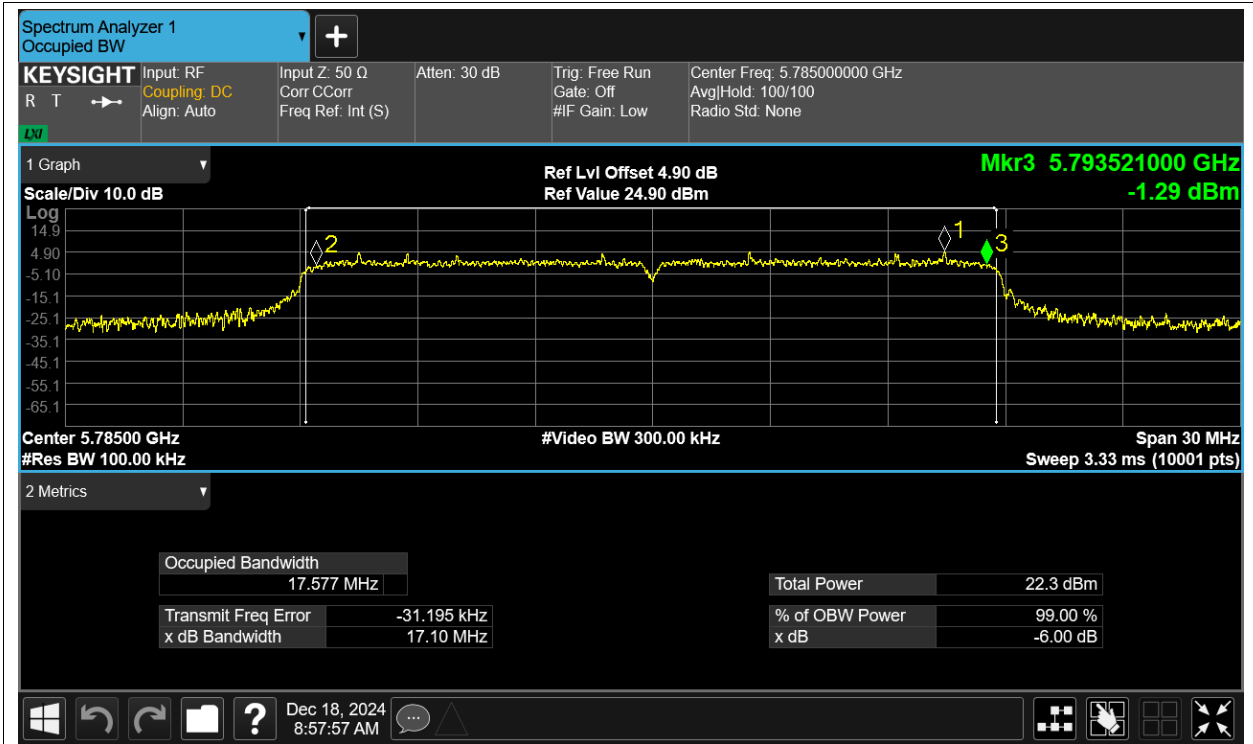 Spectrum Analyzer 1
Occupied BW
KEYSIGHT
R T
LXI
Input: RF
Coupling: DC
Align: Auto
Input Z: 50 Ω
Corr CCorr
Freq Ref: Int (S)
Atten: 30 dB
Trig: Free Run
Gate: Off
#IF Gain: Low
Center Freq: 5.785000000 GHz
Avg|Hold: 100/100
Radio Std: None
1 Graph
Scale/Div 10.0 dB
Ref Lvl Offset 4.90 dB
Ref Value 24.90 dBm
Mkr3 5.793521000 GHz
-1.29 dBm
Log
14.9
4.90
-5.10
-15.1
-25.1
-35.1
-45.1
-55.1
-65.1
2
1
3
Center 5.78500 GHz
#Res BW 100.00 kHz
#Video BW 300.00 kHz
Span 30 MHz
Sweep 3.33 ms (10001 pts)
2 Metrics
Occupied Bandwidth
17.577 MHz
Transmit Freq Error -31.195 kHz
x dB Bandwidth 17.10 MHz
Total Power 22.3 dBm
% of OBW Power 99.00 %
x dB -6.00 dB
?
Dec 18, 2024
8:57:57 AM